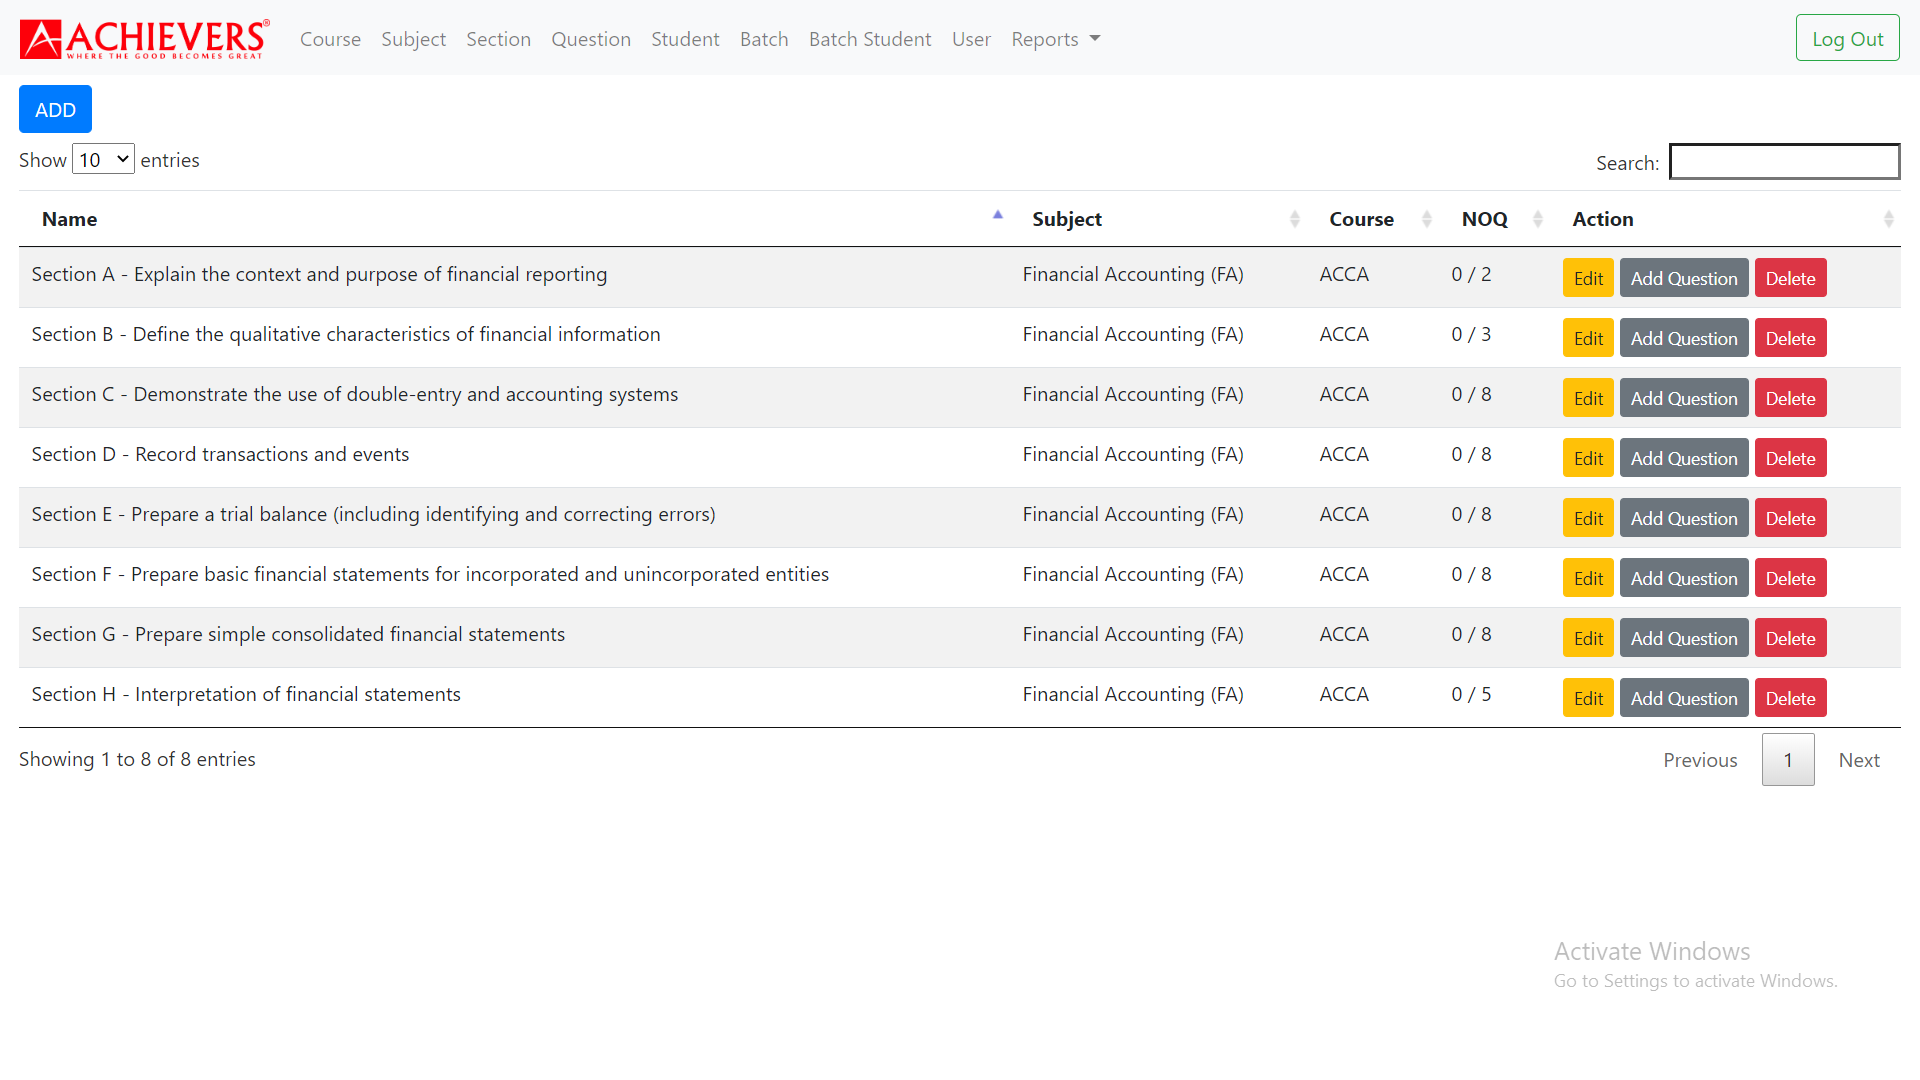 ACHIEVERS®
WHERE THE GOOD BECOMES GREAT
Course Subject Section Question Student Batch Batch Student User Reports Log Out
ADD
Show 10 entries Search:
Name Subject Course NOQ Action
Section A - Explain the context and purpose of financial reporting Financial Accounting (FA) ACCA 0 / 2 Edit Add Question Delete
Section B - Define the qualitative characteristics of financial information Financial Accounting (FA) ACCA 0 / 3 Edit Add Question Delete
Section C - Demonstrate the use of double-entry and accounting systems Financial Accounting (FA) ACCA 0 / 8 Edit Add Question Delete
Section D - Record transactions and events Financial Accounting (FA) ACCA 0 / 8 Edit Add Question Delete
Section E - Prepare a trial balance (including identifying and correcting errors) Financial Accounting (FA) ACCA 0 / 8 Edit Add Question Delete
Section F - Prepare basic financial statements for incorporated and unincorporated entities Financial Accounting (FA) ACCA 0 / 8 Edit Add Question Delete
Section G - Prepare simple consolidated financial statements Financial Accounting (FA) ACCA 0 / 8 Edit Add Question Delete
Section H - Interpretation of financial statements Financial Accounting (FA) ACCA 0 / 5 Edit Add Question Delete
Showing 1 to 8 of 8 entries Previous 1 Next
Activate Windows
Go to Settings to activate Windows.